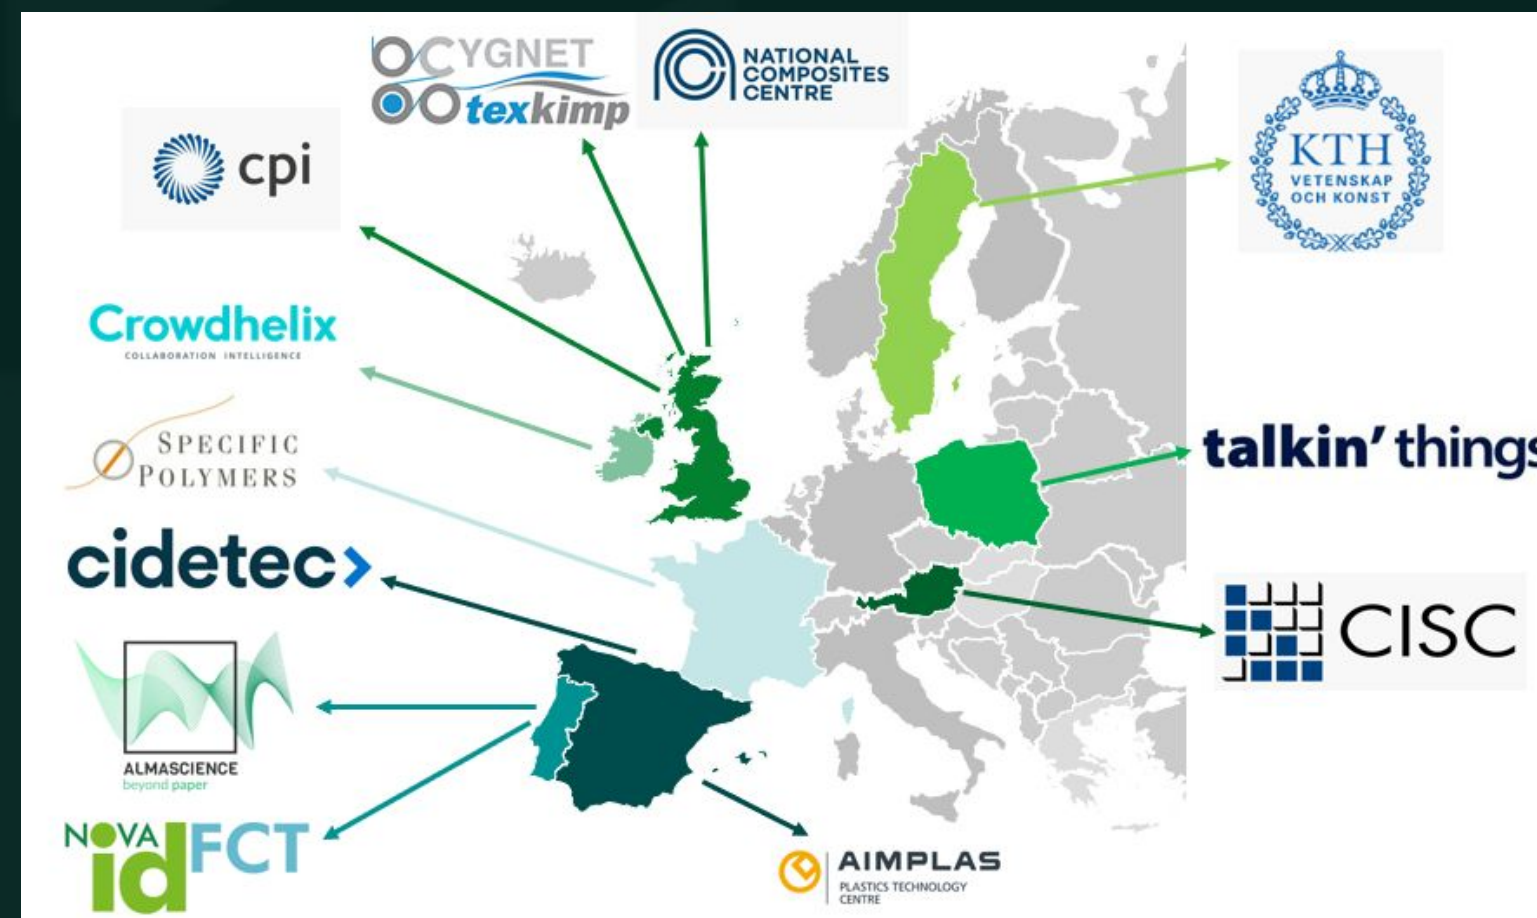 CYGNET
texkimp
NATIONAL
COMPOSITES
CENTRE
KTH
VETENSKAP
OCH KONST
cpi
Crowdhelix
COLLABORATION INTELLIGENCE
SPECIFIC
POLYMERS
talkin' things
cidetec
CISC
ALMASCIENCE
beyond paper
NOVA
id FCT
AIMPLAS
PLASTICS TECHNOLOGY
CENTRE